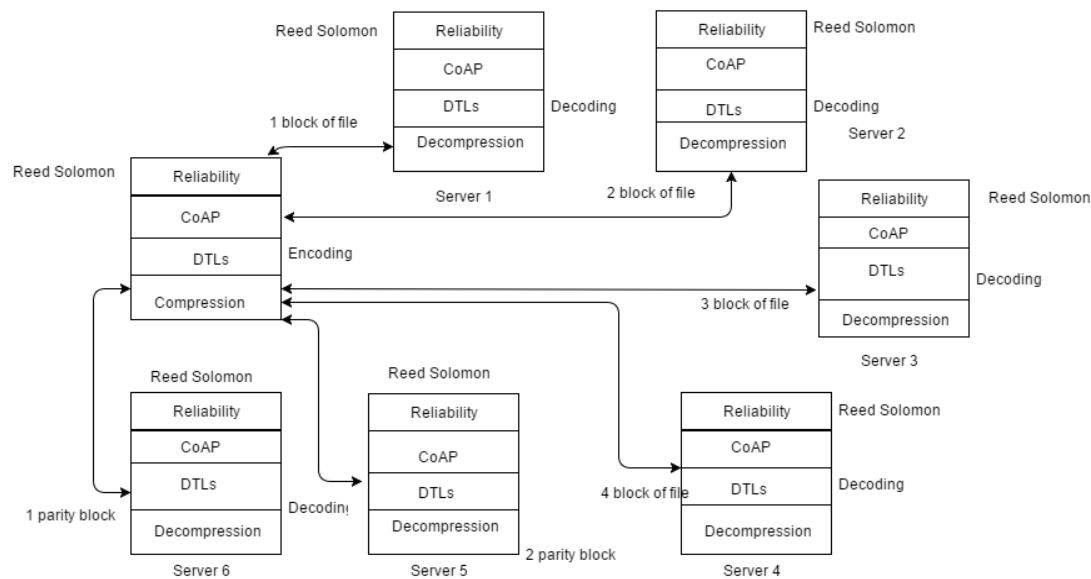 Reed Solomon
Reliability
CoAP
DTLs
Decoding
Decompression
Server 1
1 block of file
Reliability
Reed Solomon
CoAP
DTLs
Decoding
Decompression
Server 2
2 block of file
Reed Solomon
Reliability
CoAP
DTLs
Encoding
Compression
Reliability
Reed Solomon
CoAP
DTLs
Decoding
Decompression
3 block of file
Server 3
Reed Solomon
Reliability
CoAP
DTLs
Decoding
Decompression
1 parity block
Server 6
Reed Solomon
Reliability
CoAP
DTLs
Decompression
2 parity block
Server 5
Reliability
Reed Solomon
CoAP
4 block of file
DTLs
Decoding
Decompression
Server 4